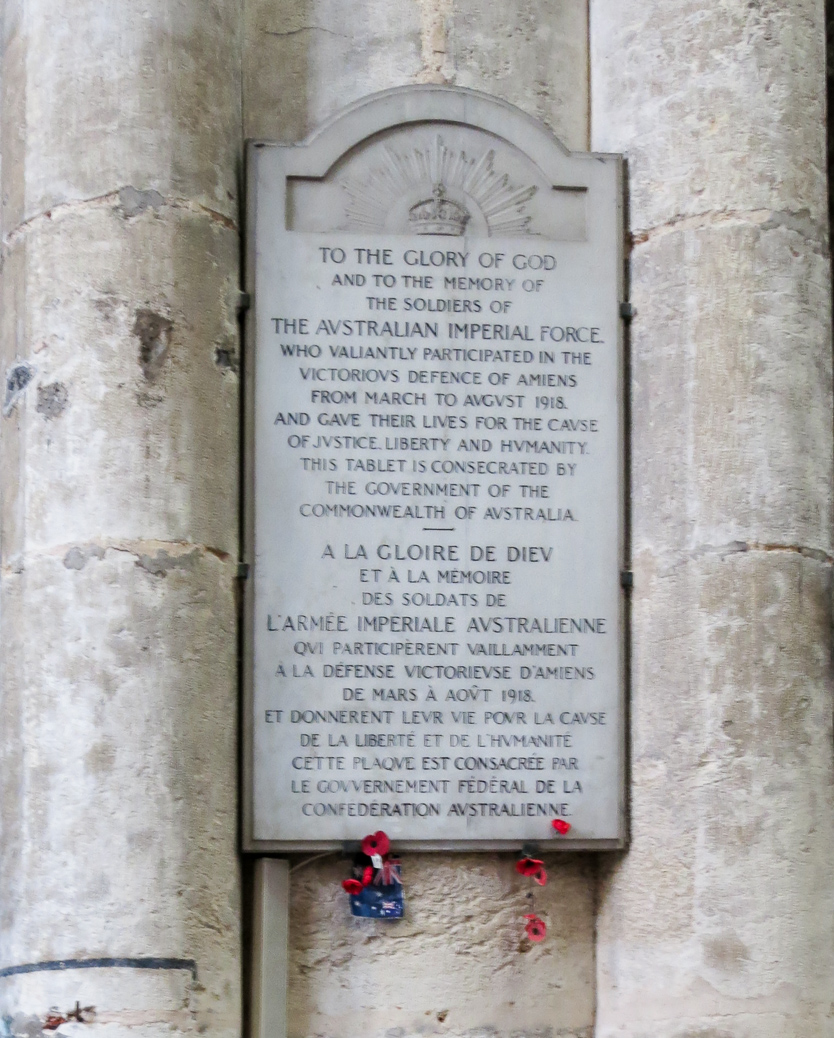 TO THE GLORY OF GOD
AND TO THE MEMORY OF
THE SOLDIERS OF
THE AVSTRALIAN IMPERIAL FORCE.
WHO VALIANTLY PARTICIPATED IN THE
VICTORIOVS DEFENCE OF AMIENS
FROM MARCH TO AVGVST 1918.
AND GAVE THEIR LIVES FOR THE CAVSE
OF JVSTICE. LIBERTY AND HVMANITY.
THIS TABLET IS CONSECRATED BY
THE GOVERNMENT OF THE
COMMONWEALTH OF AVSTRALIA.
A LA GLOIRE DE DIEV
ET À LA MÉMOIRE
DES SOLDATS DE
L'ARMÉE IMPÉRIALE AVSTRALIENNE
QVI PARTICIPÈRENT VAILLAMMENT
À LA DÉFENSE VICTORIEVSE D'AMIENS
DE MARS À AOÛT 1918.
ET DONNERENT LEVR VIE POVR LA CAVSE
DE LA LIBERTÉ ET DE L'HVMANITÉ
CETTE PLAQVE EST CONSACRÉE PAR
LE GOVVERNEMENT FÉDÉRAL DE LA
CONFEDÉRATION AVSTRALIENNE.